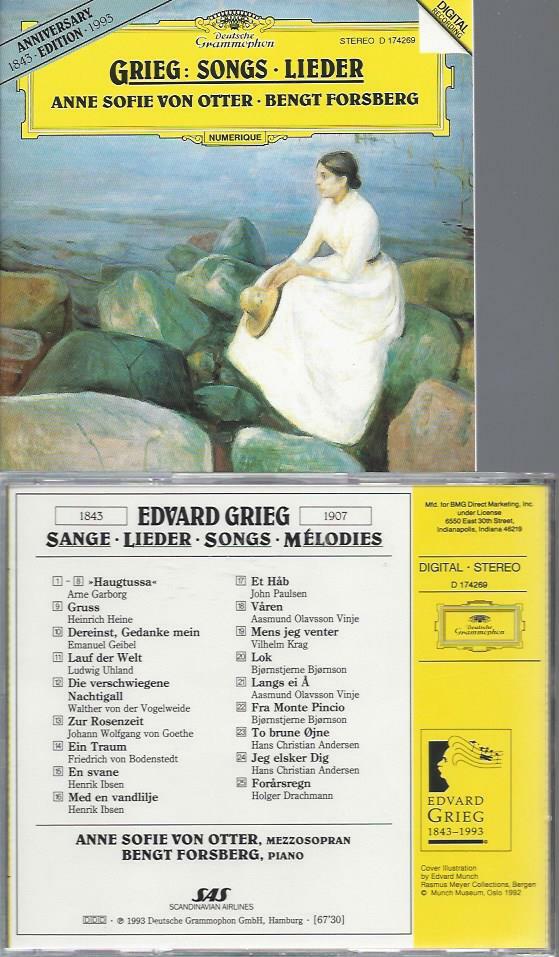 ANNIVERSARY
1843 · EDITION · 1993
Deutsche
Grammophon
STEREO D 174269
DIGITAL
RECORDING
GRIEG: SONGS · LIEDER
ANNE SOFIE VON OTTER · BENGT FORSBERG
NUMERIQUE
1843 EDVARD GRIEG 1907
SANGE · LIEDER · SONGS · MÉLODIES
1 - 8 »Haugtussa«
Arne Garborg
9 Gruss
Heinrich Heine
10 Dereinst, Gedanke mein
Emanuel Geibel
11 Lauf der Welt
Ludwig Uhland
12 Die verschwiegene
Nachtigall
Walther von der Vogelweide
13 Zur Rosenzeit
Johann Wolfgang von Goethe
14 Ein Traum
Friedrich von Bodenstedt
15 En svane
Henrik Ibsen
16 Med en vandlilje
Henrik Ibsen
17 Et Håb
John Paulsen
18 Våren
Aasmund Olavsson Vinje
19 Mens jeg venter
Vilhelm Krag
20 Lok
Bjørnstjerne Bjørnson
21 Langs ei Å
Aasmund Olavsson Vinje
22 Fra Monte Pincio
Bjørnstjerne Bjørnson
23 To brune Øjne
Hans Christian Andersen
24 Jeg elsker Dig
Hans Christian Andersen
25 Forårsregn
Holger Drachmann
ANNE SOFIE VON OTTER, MEZZOSOPRAN
BENGT FORSBERG, PIANO
SAS
SCANDINAVIAN AIRLINES
DDD · ℗ 1993 Deutsche Grammophon GmbH, Hamburg · [67'30]
Mfd. for BMG Direct Marketing, Inc.
under License
6550 East 30th Street,
Indianapolis, Indiana 46219
DIGITAL · STEREO
D 174269
Deutsche
Grammophon
EDVARD
GRIEG
1843–1993
Cover Illustration
by Edvard Munch
Rasmus Meyer Collections, Bergen
© Munch Museum, Oslo 1992